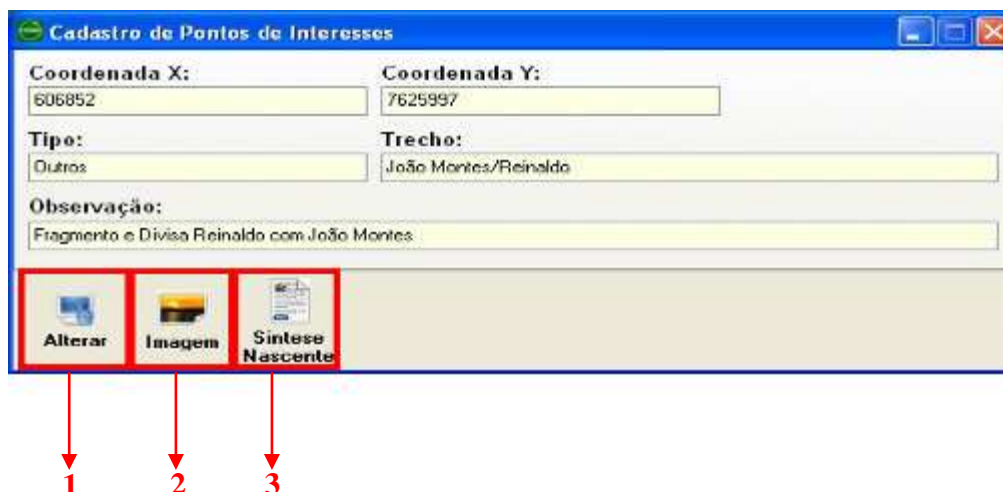 Cadastro de Pontos de Interesses
Coordenada X: Coordenada Y:
606852 7625997
Tipo: Trecho:
Outros João Montes/Reinaldo
Observação:
Fragmento e Divisa Reinaldo com João Montes
Alterar Imagem Sintese Nascente
1 2 3